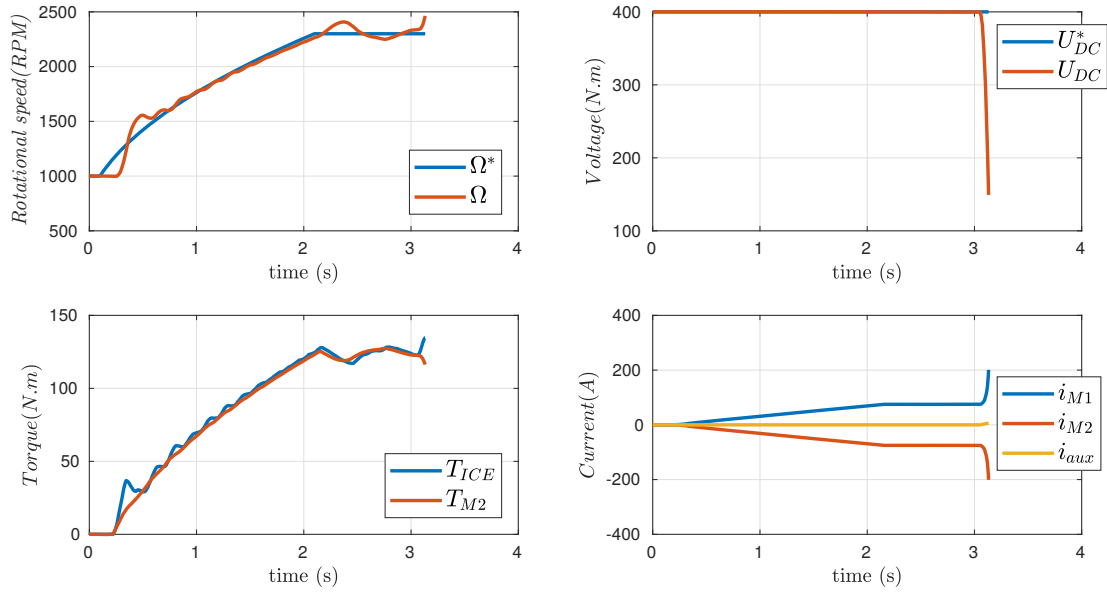 2500
2000
1500
1000
500
Rotational speed(RPM)
Ω*
Ω
0 1 2 3 4
time (s)
400
300
200
100
0
Voltage(N.m)
U*DC
UDC
0 1 2 3 4
time (s)
150
100
50
0
Torque(N.m)
TICE
TM2
0 1 2 3 4
time (s)
400
200
0
-200
-400
Current(A)
iM1
iM2
iaux
0 1 2 3 4
time (s)